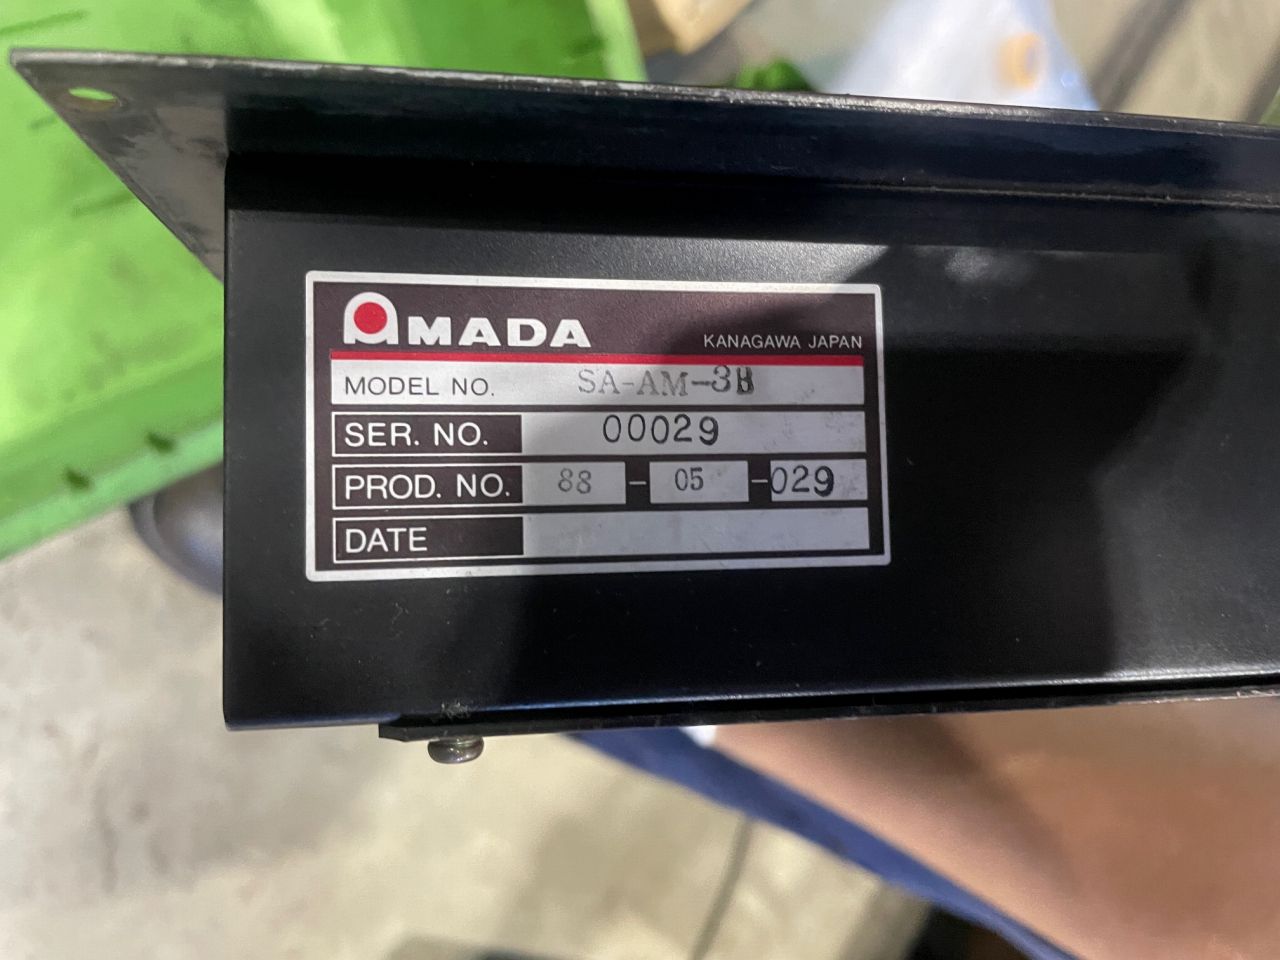 AMADA
KANAGAWA JAPAN
MODEL NO. SA-AM-3B
SER. NO. 00029
PROD. NO. 88-05-029
DATE